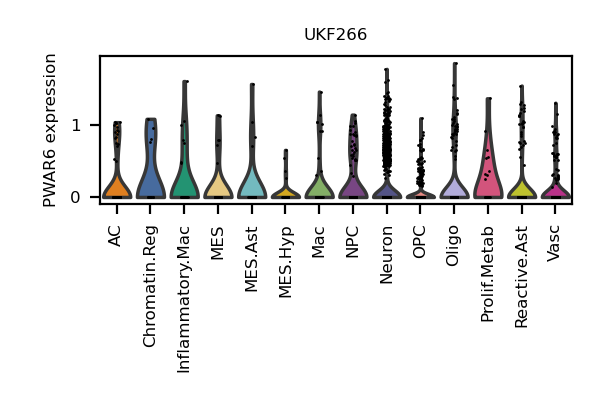 UKF266
PWAR6 expression
1
0
AC
Chromatin.Reg
Inflammatory.Mac
MES
MES.Ast
MES.Hyp
Mac
NPC
Neuron
OPC
Oligo
Prolif.Metab
Reactive.Ast
Vasc